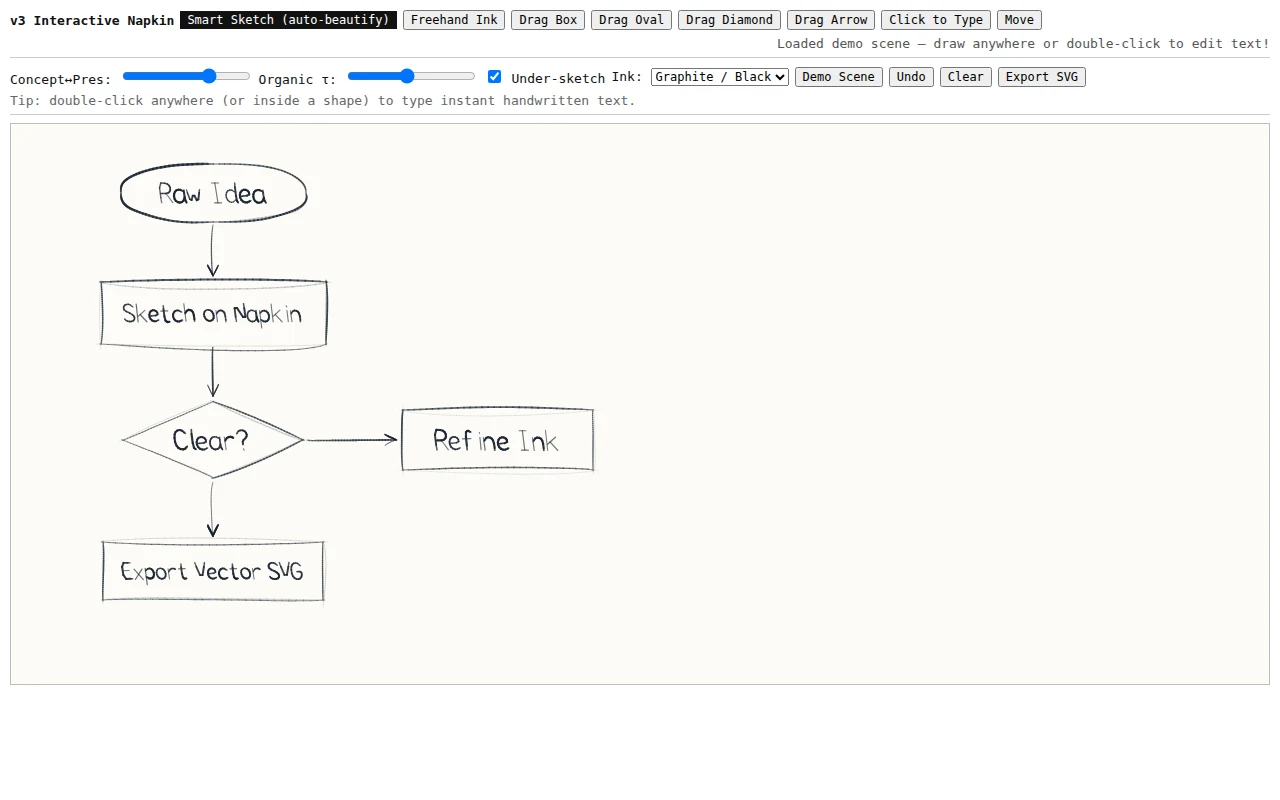 v3 Interactive Napkin Smart Sketch (auto-beautify) Freehand Ink Drag Box Drag Oval Drag Diamond Drag Arrow Click to Type Move
Loaded demo scene — draw anywhere or double-click to edit text!
Concept↔Pres: Organic τ: Under-sketch Ink: Graphite / Black Demo Scene Undo Clear Export SVG
Tip: double-click anywhere (or inside a shape) to type instant handwritten text.
Raw Idea
Sketch on Napkin
Clear?
Refine Ink
Export Vector SVG